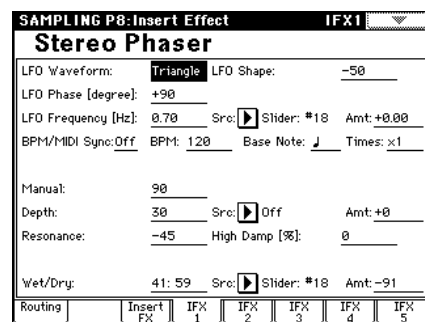 SAMPLING P8:Insert Effect IFX1
Stereo Phaser
LFO Waveform: Triangle LFO Shape: -50
LFO Phase [degree]: +90
LFO Frequency [Hz]: 0.70 Src: Slider: #18 Amt: +0.00
BPM/MIDI Sync: Off BPM: 120 Base Note: ♩ Times: ×1
Manual: 90
Depth: 30 Src: Off Amt: +0
Resonance: -45 High Damp [%]: 0
Wet/Dry: 41: 59 Src: Slider: #18 Amt: -91
Routing Insert FX IFX 1 IFX 2 IFX 3 IFX 4 IFX 5